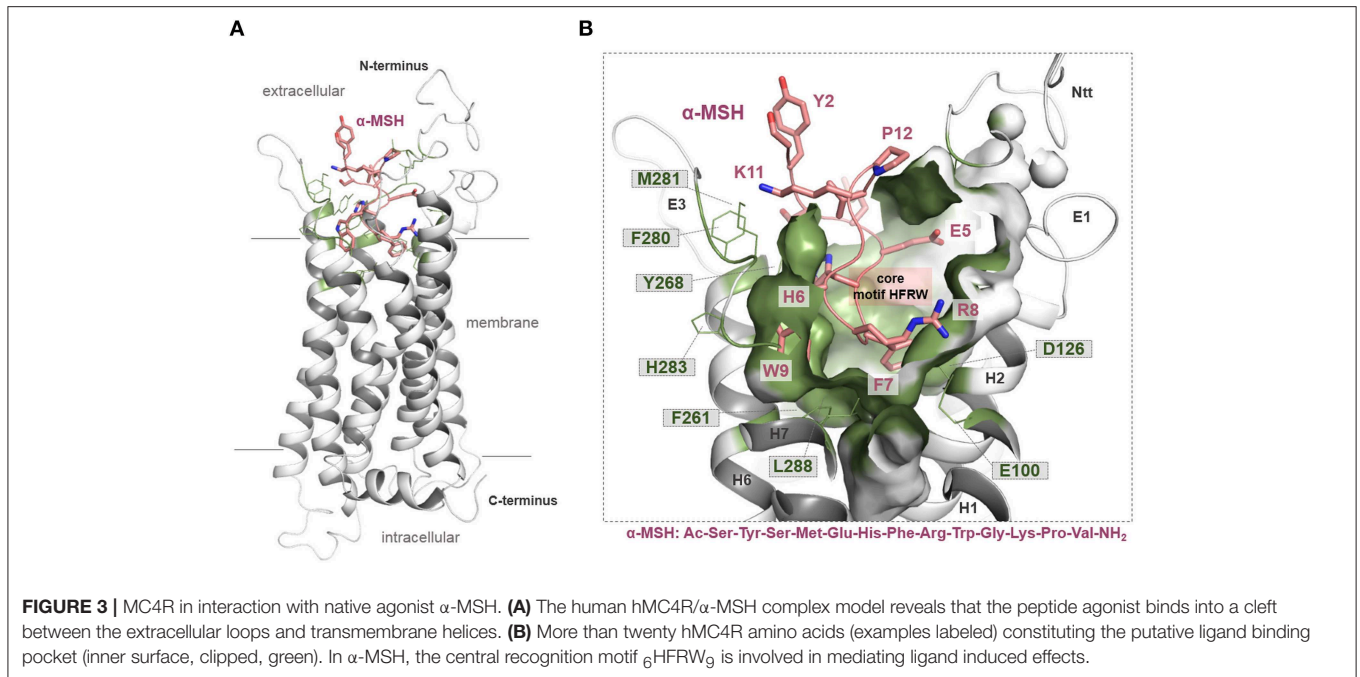 A
N-terminus
extracellular
α-MSH
membrane
C-terminus
intracellular
B
Ntt
Y2
α-MSH
P12
K11
M281
E3
E1
F280
E5
Y268
core
motif HFRW
H6
R8
H283
D126
W9
H2
F7
F261
H7
L288
E100
H6
H1
α-MSH: Ac-Ser-Tyr-Ser-Met-Glu-His-Phe-Arg-Trp-Gly-Lys-Pro-Val-NH₂
FIGURE 3 | MC4R in interaction with native agonist α-MSH. (A) The human hMC4R/α-MSH complex model reveals that the peptide agonist binds into a cleft
between the extracellular loops and transmembrane helices. (B) More than twenty hMC4R amino acids (examples labeled) constituting the putative ligand binding
pocket (inner surface, clipped, green). In α-MSH, the central recognition motif ₆HFRW₉ is involved in mediating ligand induced effects.